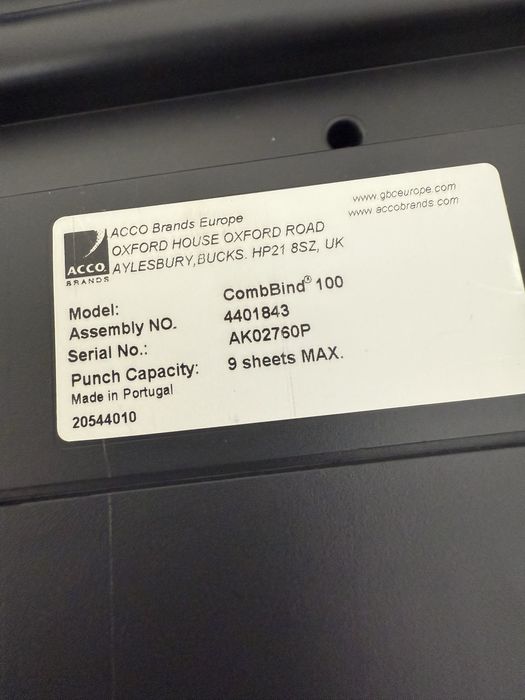 ACCO Brands Europe
OXFORD HOUSE OXFORD ROAD
AYLESBURY, BUCKS. HP21 8SZ, UK
www.gbceurope.com
www.accobrands.com
ACCO
BRANDS
Model: CombBind® 100
Assembly NO. 4401843
Serial No.: AK02760P
Punch Capacity: 9 sheets MAX.
Made in Portugal
20544010